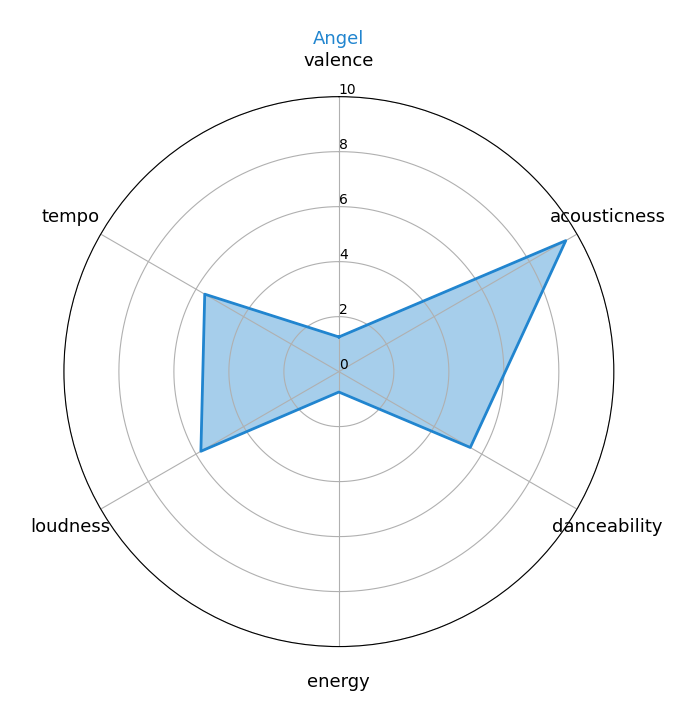 Angel
valence
10
8
tempo
6
acousticness
4
2
0
loudness
danceability
energy